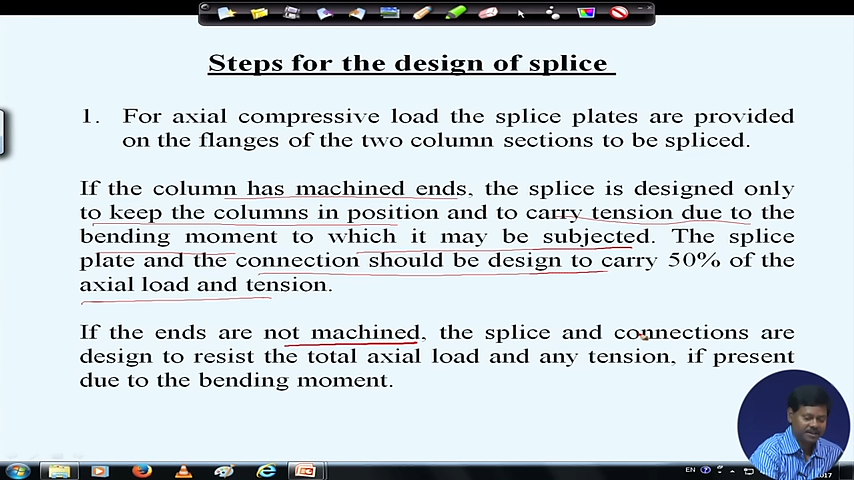 Steps for the design of splice
1. For axial compressive load the splice plates are provided
on the flanges of the two column sections to be spliced.
If the column has machined ends, the splice is designed only
to keep the columns in position and to carry tension due to the
bending moment to which it may be subjected. The splice
plate and the connection should be design to carry 50% of the
axial load and tension.
If the ends are not machined, the splice and connections are
design to resist the total axial load and any tension, if present
due to the bending moment.
EN